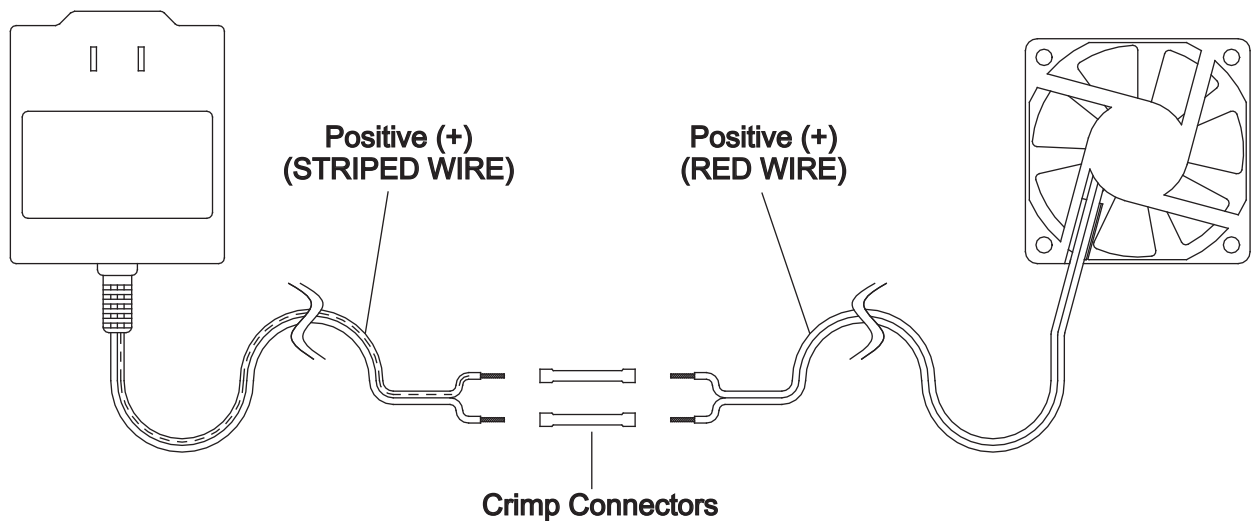 Positive (+)
(STRIPED WIRE)
Positive (+)
(RED WIRE)
Crimp Connectors